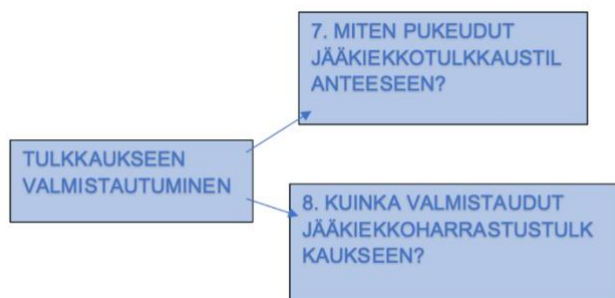 7. MITEN PUKEUDUT
JÄÄKIEKKOTULKKAUSTIL
ANTEESEEN?
TULKKAUKSEEN
VALMISTAUTUMINEN
8. KUINKA VALMISTAUDUT
JÄÄKIEKKOHARRASTUSTULK
KAUKSEEN?